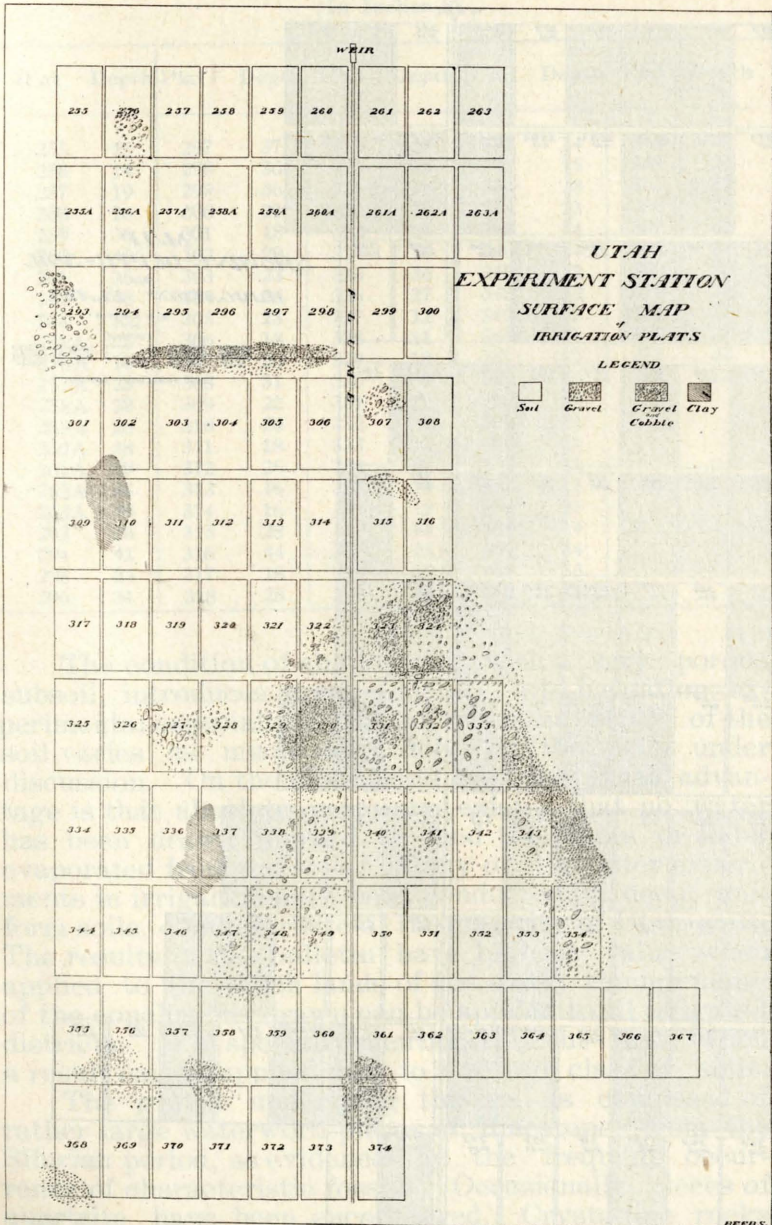 WEIR
255 256 257 258 259 260 261 262 263
255A 256A 257A 258A 259A 260A 261A 262A 263A
UTAH
EXPERIMENT STATION
SURFACE MAP
of
IRRIGATION PLATS
LEGEND
Soil Gravel Gravel and Cobble Clay
FLUME
293 294 295 296 297 298 299 300
301 302 303 304 305 306 307 308
309 310 311 312 313 314 315 316
317 318 319 320 321 322 323 324
325 326 327 328 329 330 331 332 333
334 335 336 337 338 339 340 341 342 343
344 345 346 347 348 349 350 351 352 353 354
355 356 357 358 359 360 361 362 363 364 365 366 367
368 369 370 371 372 373 374
BEERS